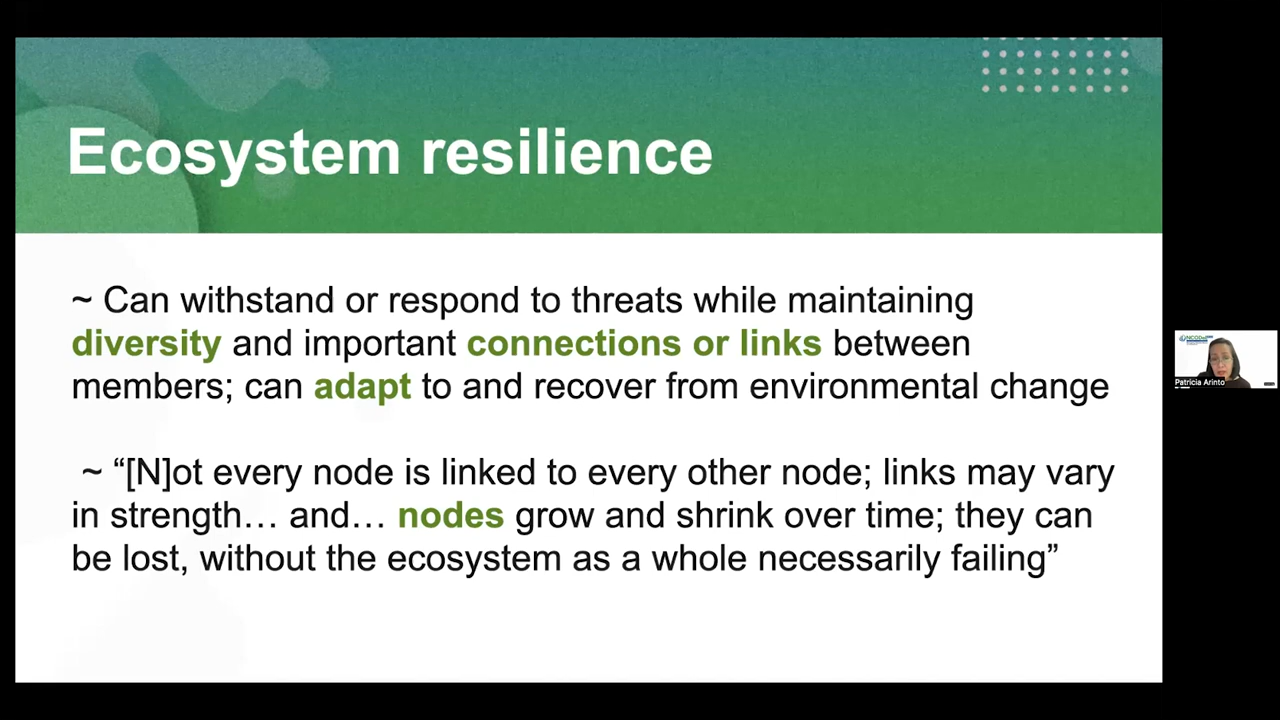 Ecosystem resilience
~ Can withstand or respond to threats while maintaining
diversity and important connections or links between
members; can adapt to and recover from environmental change
~ “[N]ot every node is linked to every other node; links may vary
in strength… and… nodes grow and shrink over time; they can
be lost, without the ecosystem as a whole necessarily failing”
Patricia Arinto